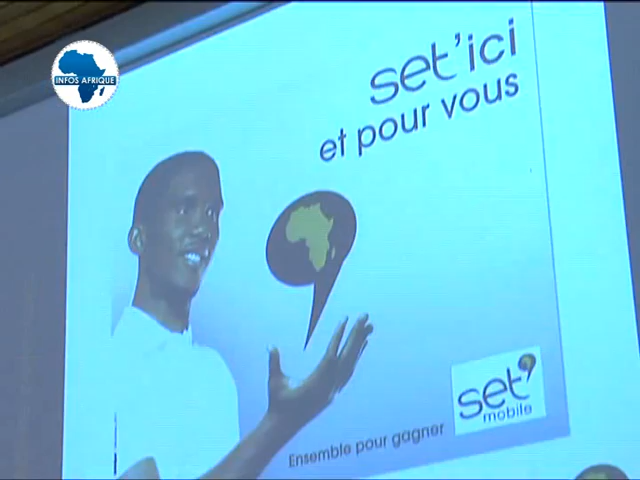 INFOS AFRIQUE
set'ici
et pour vous
Ensemble pour gagner
set'
mobile